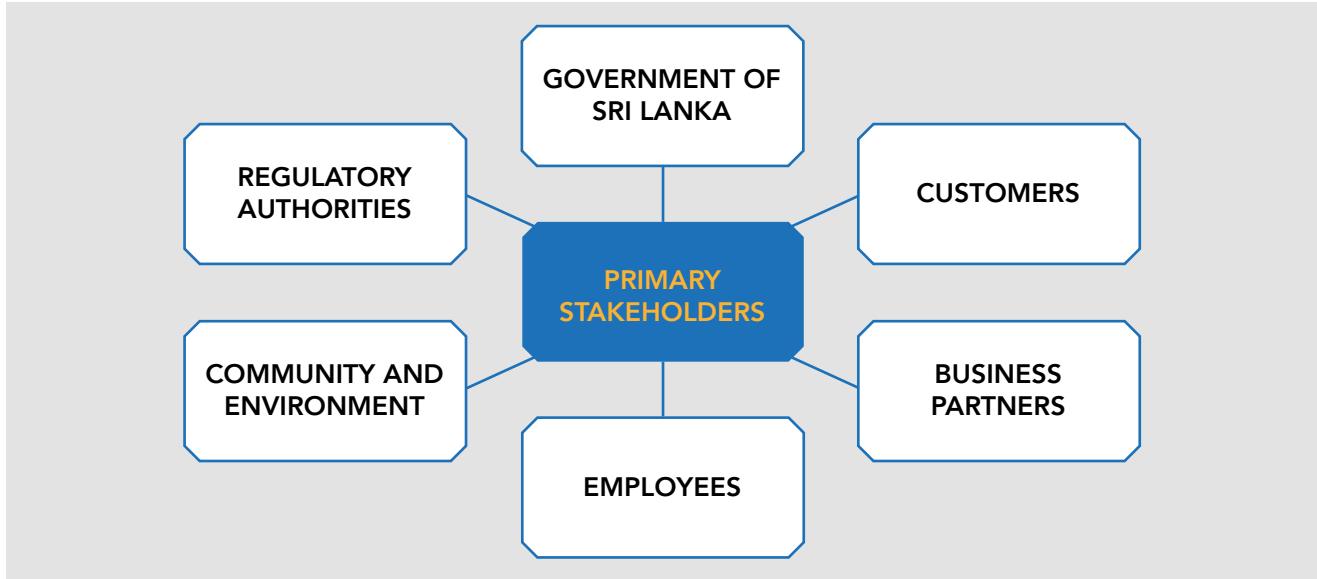 GOVERNMENT OF
SRI LANKA
REGULATORY
AUTHORITIES
CUSTOMERS
PRIMARY
STAKEHOLDERS
COMMUNITY AND
ENVIRONMENT
BUSINESS
PARTNERS
EMPLOYEES